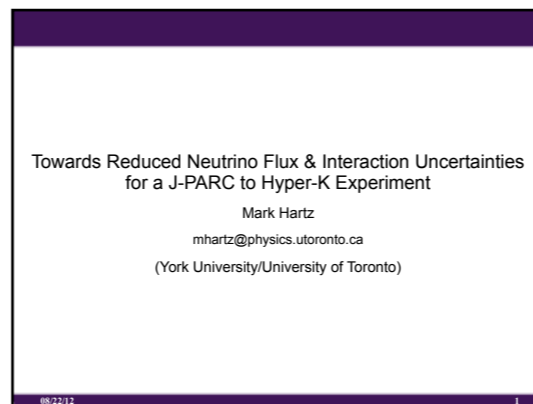 Towards Reduced Neutrino Flux & Interaction Uncertainties
for a J-PARC to Hyper-K Experiment
Mark Hartz
mhartz@physics.utoronto.ca
(York University/University of Toronto)
08/22/12 1